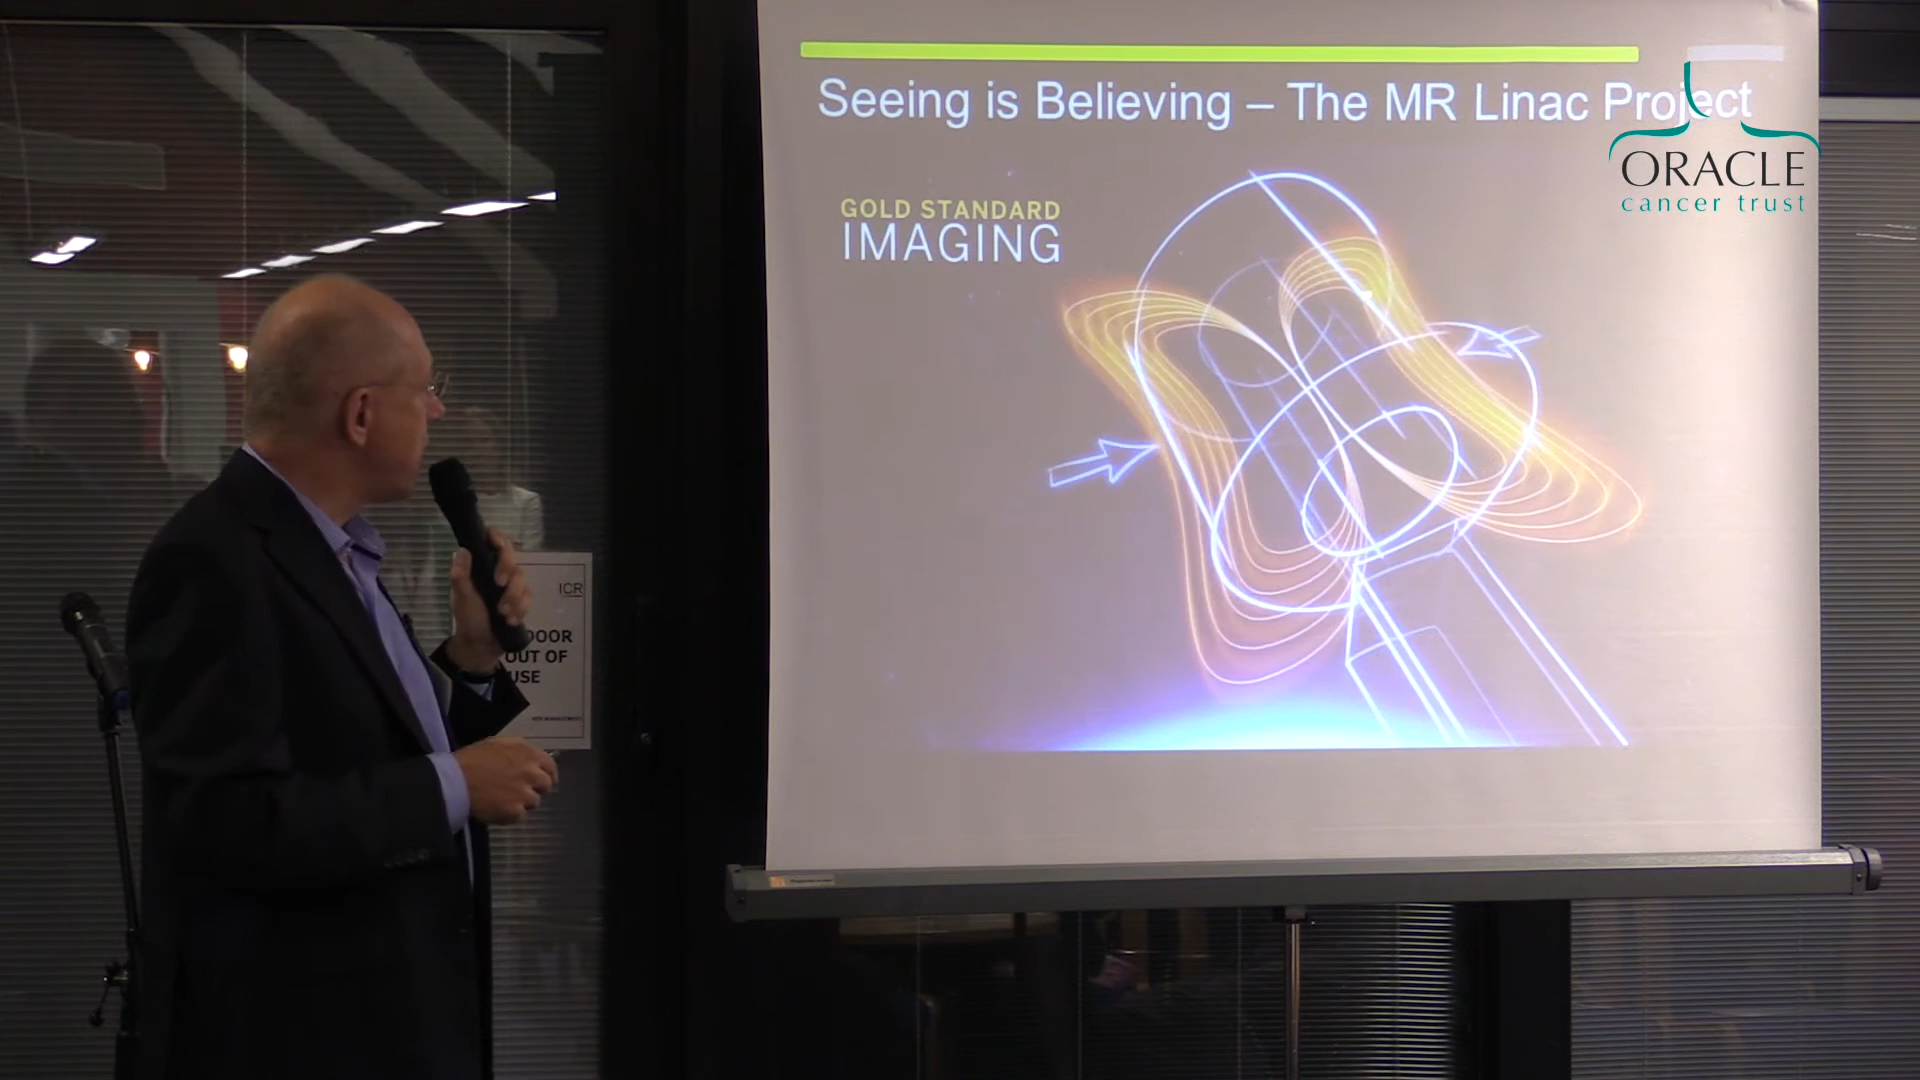 Seeing is Believing – The MR Linac Project
ORACLE
cancer trust
GOLD STANDARD
IMAGING
ICR
DOOR
OUT OF
USE